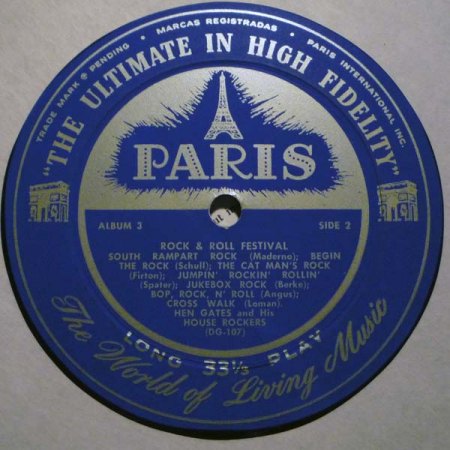 TRADE MARK ® PENDING • MARCAS REGISTRADAS • PARIS INTERNATIONAL INC.
"THE ULTIMATE IN HIGH FIDELITY"
PARIS
ALBUM 3 SIDE 2
ROCK & ROLL FESTIVAL
SOUTH RAMPART ROCK (Maderno); BEGIN
THE ROCK (Schull); THE CAT MAN'S ROCK
(Firton); JUMPIN' ROCKIN' ROLLIN'
(Spater); JUKEBOX ROCK (Berke);
BOP, ROCK, N' ROLL (Angus);
CROSS WALK (Loman).
HEN GATES and His
HOUSE ROCKERS
(DG-107)
LONG 33⅓ PLAY
The World of Living Music